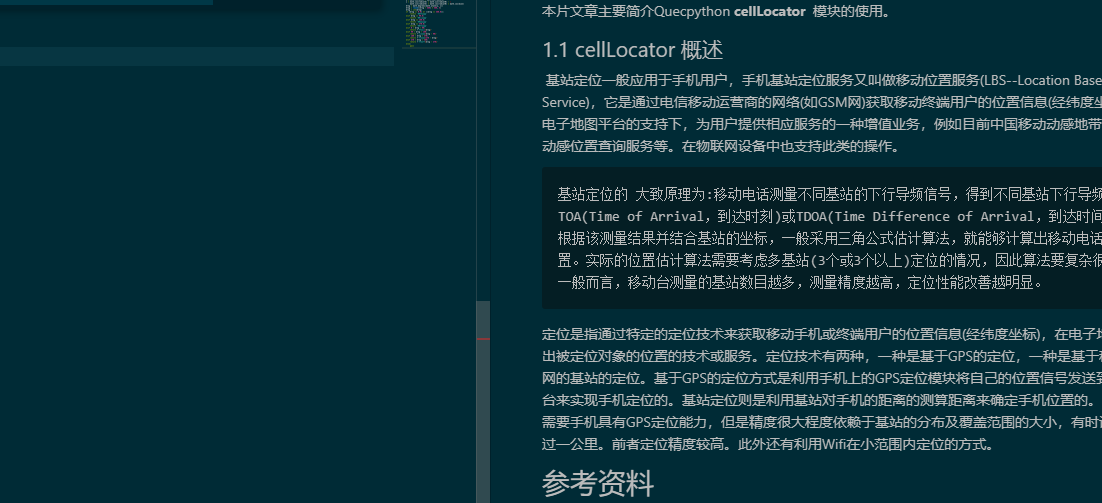 本片文章主要简介Quecpython cellLocator 模块的使用。
1.1 cellLocator 概述
基站定位一般应用于手机用户，手机基站定位服务又叫做移动位置服务(LBS--Location Base
Service)，它是通过电信移动运营商的网络(如GSM网)获取移动终端用户的位置信息(经纬度坐
电子地图平台的支持下，为用户提供相应服务的一种增值业务，例如目前中国移动动感地带
动感位置查询服务等。在物联网设备中也支持此类的操作。
基站定位的 大致原理为:移动电话测量不同基站的下行导频信号，得到不同基站下行导频
TOA(Time of Arrival，到达时刻)或TDOA(Time Difference of Arrival，到达时间
根据该测量结果并结合基站的坐标，一般采用三角公式估计算法，就能够计算出移动电话
置。实际的位置估计算法需要考虑多基站(3个或3个以上)定位的情况，因此算法要复杂很
一般而言，移动台测量的基站数目越多，测量精度越高，定位性能改善越明显。
定位是指通过特定的定位技术来获取移动手机或终端用户的位置信息(经纬度坐标)，在电子地
出被定位对象的位置的技术或服务。定位技术有两种，一种是基于GPS的定位，一种是基于移
网的基站的定位。基于GPS的定位方式是利用手机上的GPS定位模块将自己的位置信号发送到
台来实现手机定位的。基站定位则是利用基站对手机的距离的测算距离来确定手机位置的。
需要手机具有GPS定位能力，但是精度很大程度依赖于基站的分布及覆盖范围的大小，有时
过一公里。前者定位精度较高。此外还有利用Wifi在小范围内定位的方式。
参考资料